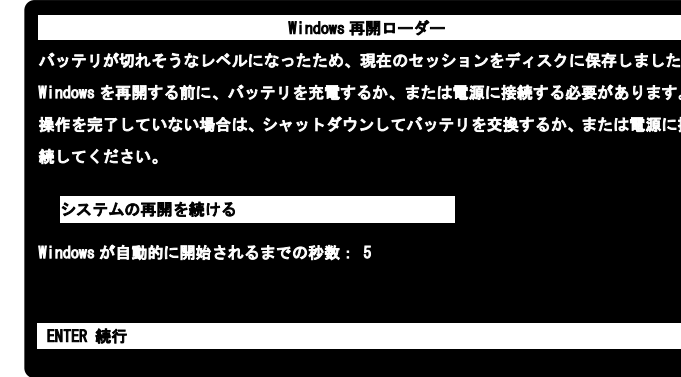 Windows 再開ローダー
バッテリが切れそうなレベルになったため、現在のセッションをディスクに保存しました
Windows を再開する前に、バッテリを充電するか、または電源に接続する必要があります。
操作を完了していない場合は、シャットダウンしてバッテリを交換するか、または電源に
続してください。
システムの再開を続ける
Windows が自動的に開始されるまでの秒数： 5
ENTER 続行